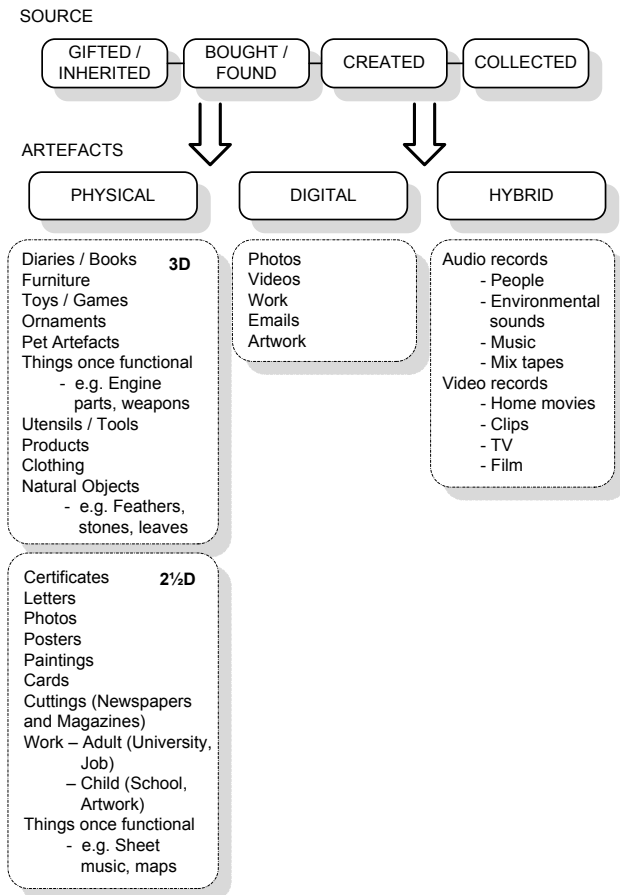 SOURCE
GIFTED /
INHERITED
BOUGHT /
FOUND
CREATED
COLLECTED
ARTEFACTS
PHYSICAL
DIGITAL
HYBRID
Diaries / Books 3D
Furniture
Toys / Games
Ornaments
Pet Artefacts
Things once functional
- e.g. Engine
parts, weapons
Utensils / Tools
Products
Clothing
Natural Objects
- e.g. Feathers,
stones, leaves
Certificates 2½D
Letters
Photos
Posters
Paintings
Cards
Cuttings (Newspapers
and Magazines)
Work – Adult (University,
Job)
– Child (School,
Artwork)
Things once functional
- e.g. Sheet
music, maps
Photos
Videos
Work
Emails
Artwork
Audio records
- People
- Environmental
sounds
- Music
- Mix tapes
Video records
- Home movies
- Clips
- TV
- Film